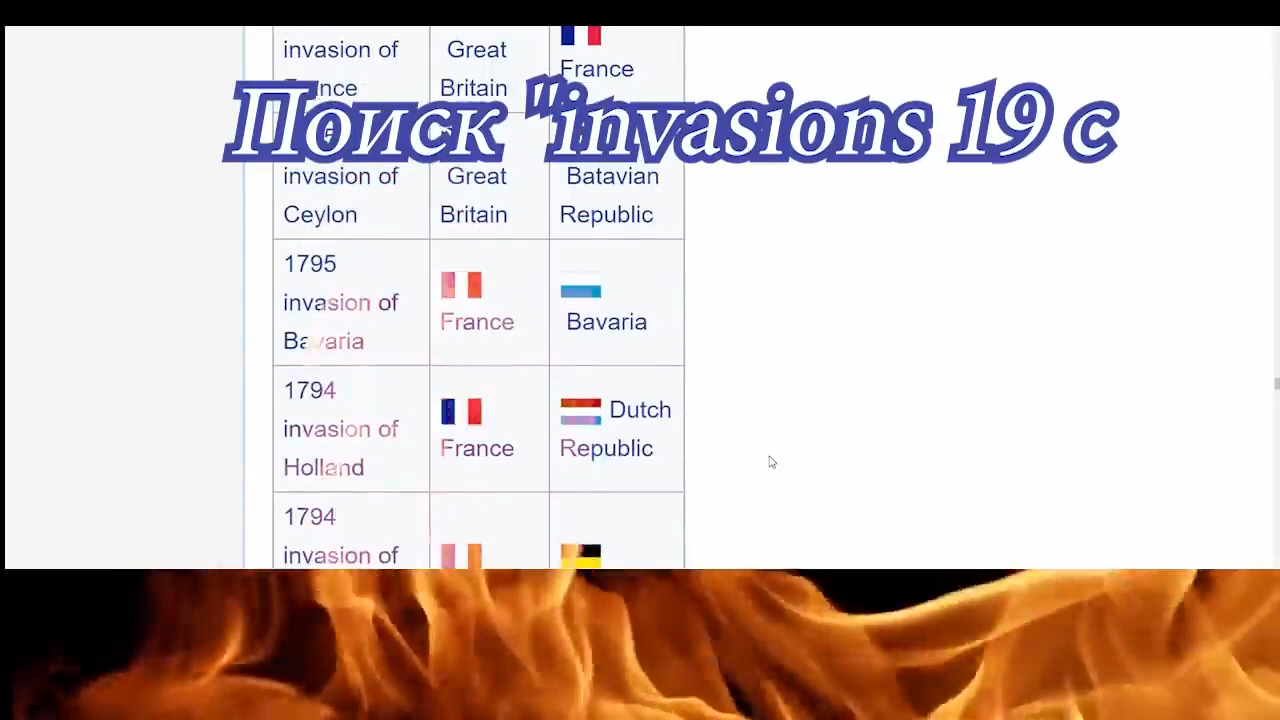 invasion of Great
France
Britain
Поиск "invasions 19 c
invasion of Great Batavian
Ceylon Britain Republic
1795
invasion of
France Bavaria
Bavaria
1794
Dutch
invasion of
France Republic
Holland
1794
invasion of